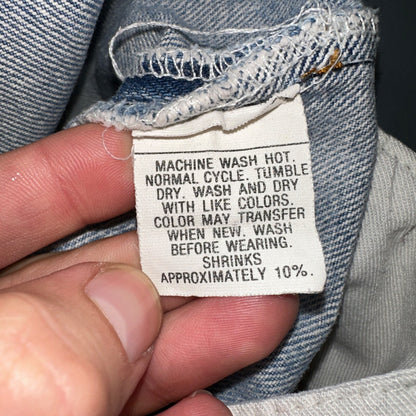 MACHINE WASH HOT.
NORMAL CYCLE. TUMBLE
DRY. WASH AND DRY
WITH LIKE COLORS.
COLOR MAY TRANSFER
WHEN NEW. WASH
BEFORE WEARING.
SHRINKS
APPROXIMATELY 10%.